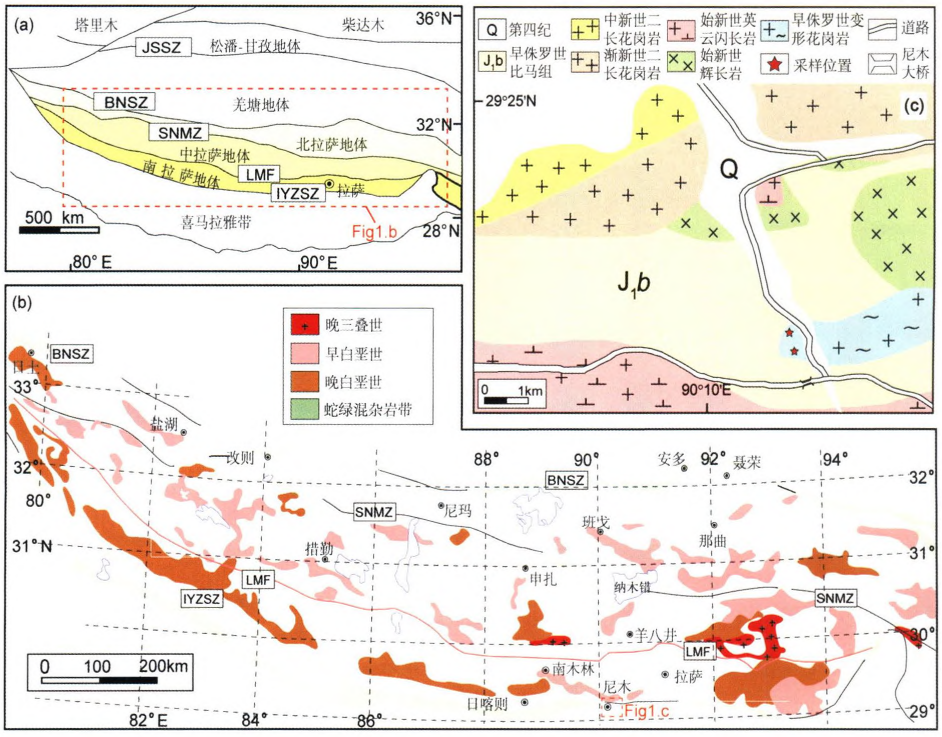 (a)
塔里木
柴达木
36°N
JSSZ
松潘-甘孜地体
BNSZ
羌塘地体
32°N
SNMZ
北拉萨地体
中拉萨地体
LMF
南拉萨地体
IYZSZ
拉萨
500 km
喜马拉雅带
28°N
Fig1.b
80°E
90°E
Q
第四纪
中新世二长花岗岩
始新世英云闪长岩
早侏罗世变形花岗岩
道路
J₁b
早侏罗世比马组
渐新世二长花岗岩
始新世辉长岩
采样位置
尼木大桥
29°25'N
(c)
Q
J₁b
0 1km
90°10'E
(b)
晚三叠世
早白垩世
晚白垩世
蛇绿混杂岩带
BNSZ
33°
盐湖
改则
32°
80°
88°
90°
安多
92°
聂荣
94°
32°
BNSZ
SNMZ
尼玛
班戈
那曲
31°N
措勤
31°
LMF
IYZSZ
申扎
纳木错
SNMZ
羊八井
30°
LMF
0 100 200km
南木林
拉萨
日喀则
尼木
Fig1.c
29°
82°E
84°
86°